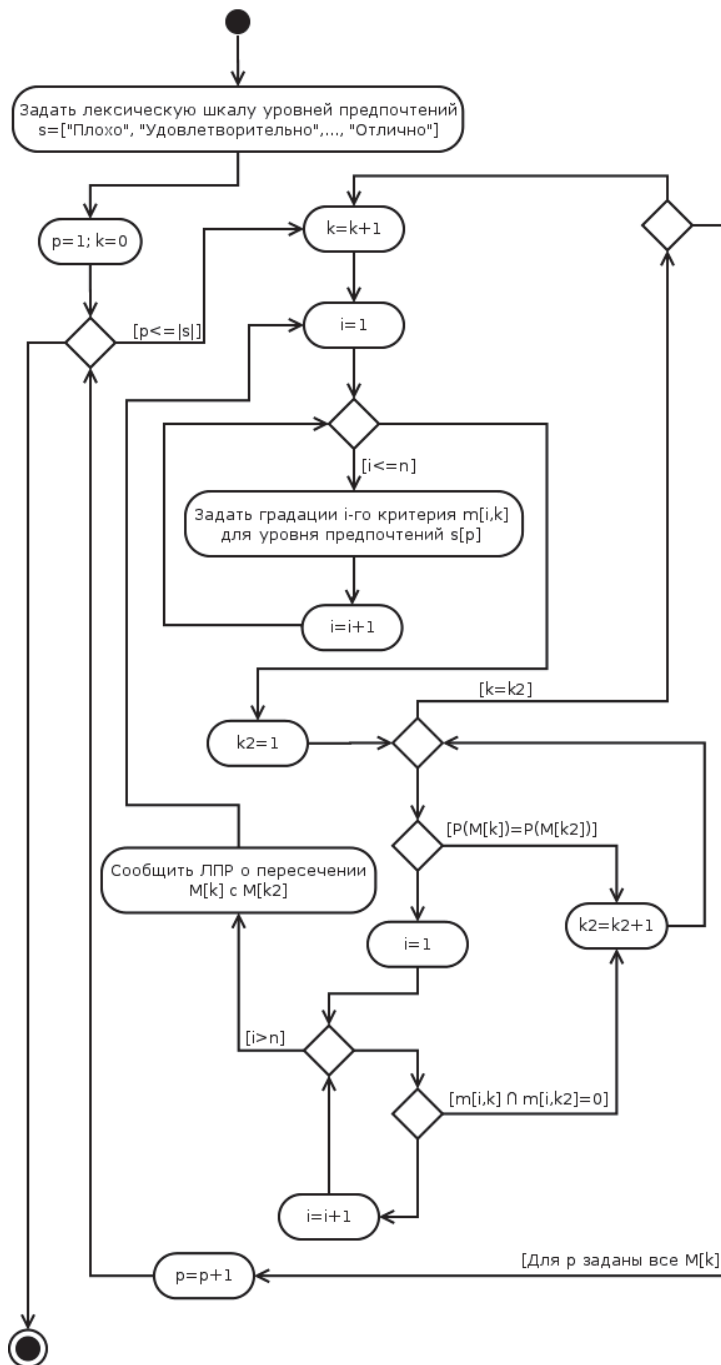 Задать лексическую шкалу уровней предпочтений
s=["Плохо", "Удовлетворительно",..., "Отлично"]
p=1; k=0
k=k+1
[p<=|s|]
i=1
[i<=n]
Задать градации i-го критерия m[i,k]
для уровня предпочтений s[p]
i=i+1
[k=k2]
k2=1
[P(M[k])=P(M[k2])]
Сообщить ЛПР о пересечении
M[k] с M[k2]
k2=k2+1
i=1
[i>n]
[m[i,k] ∩ m[i,k2]=0]
i=i+1
[Для p заданы все M[k]
p=p+1